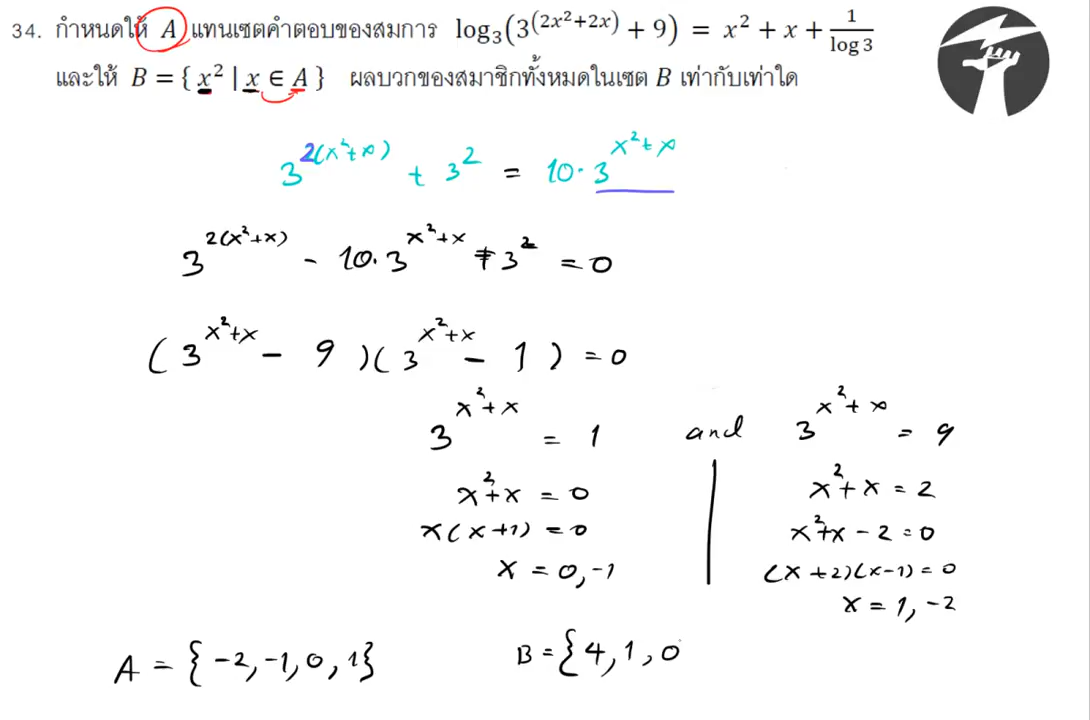 34. กำหนดให้ A แทนเซตคำตอบของสมการ log₃(3^(2x²+2x) + 9) = x² + x + 1/log 3
และให้ B = { x² | x ∈ A } ผลบวกของสมาชิกทั้งหมดในเซต B เท่ากับเท่าใด
3^2(x²+x) + 3² = 10·3^x²+x
3^2(x²+x) - 10·3^x²+x + 3² = 0
(3^x²+x - 9)(3^x²+x - 1) = 0
3^x²+x = 1 and 3^x²+x = 9
x²+x = 0 x²+x = 2
x(x+1) = 0 x²+x-2=0
x = 0, -1 (x+2)(x-1)=0
x = 1, -2
A = {-2, -1, 0, 1} B = {4, 1, 0